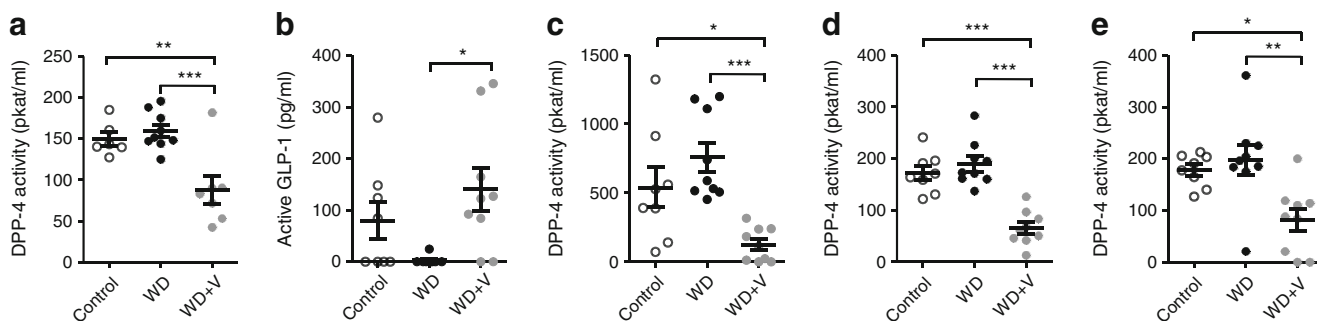 a
DPP-4 activity (pkat/ml)
250
200
150
100
50
0
**
***
Control
WD
WD+V
b
Active GLP-1 (pg/ml)
400
300
200
100
0
*
Control
WD
WD+V
c
DPP-4 activity (pkat/ml)
1500
1000
500
0
*
***
Control
WD
WD+V
d
DPP-4 activity (pkat/ml)
400
300
200
100
0
***
***
Control
WD
WD+V
e
DPP-4 activity (pkat/ml)
400
300
200
100
0
*
**
Control
WD
WD+V